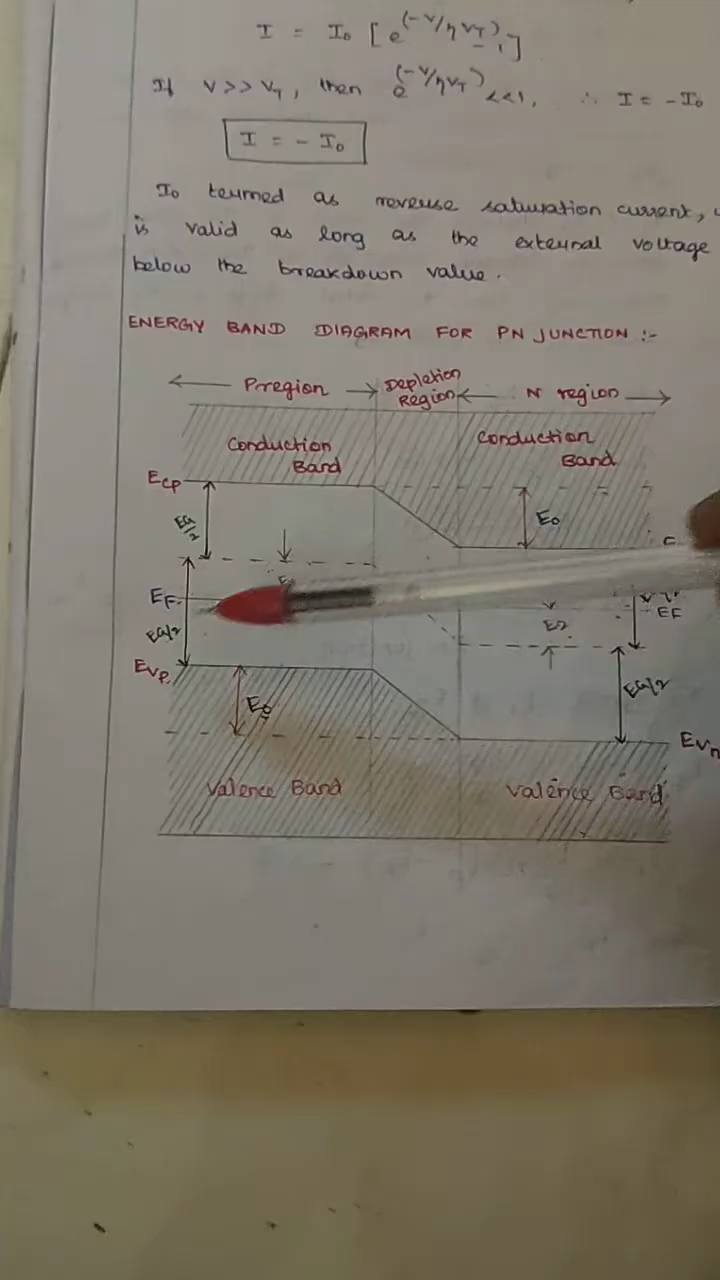 I = I₀ [e^(-V/ηV_T) - 1]
If V >> V_T, then e^(-V/ηV_T) <<1, ∴ I = -I₀
I = - I₀
I₀ termed as reverse saturation current,
is valid as long as the external voltage
below the breakdown value.
ENERGY BAND DIAGRAM FOR PN JUNCTION :-
P region Depletion Region N region
Conduction Band Conduction Band
E_cp
E_G/2 E₀
E_F E_F
E_G/2 E₂
E_vp
E₀ E_G/2
E_vn
Valence Band Valence Band